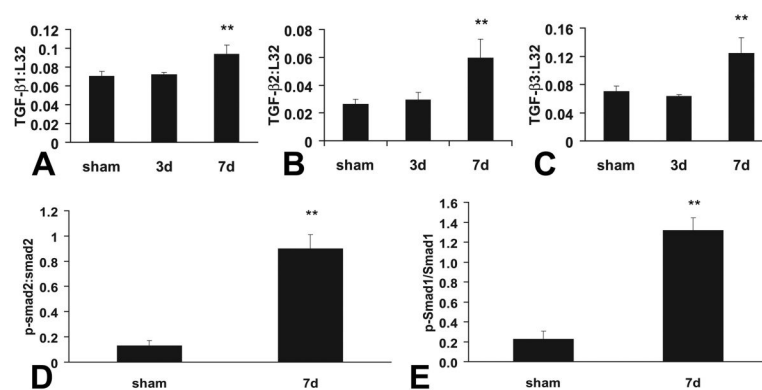 TGF-β1:L32
0.12
0.1
0.08
0.06
0.04
0.02
0
**
sham 3d 7d
A
TGF-β2:L32
0.08
0.06
0.04
0.02
0
**
sham 3d 7d
B
TGF-β3:L32
0.16
0.12
0.08
0.04
0
**
sham 3d 7d
C
p-smad2:smad2
1.2
1
0.8
0.6
0.4
0.2
0
**
sham 7d
D
p-Smad1/Smad1
1.6
1.4
1.2
1.0
0.8
0.6
0.4
0.2
0.0
**
sham 7d
E